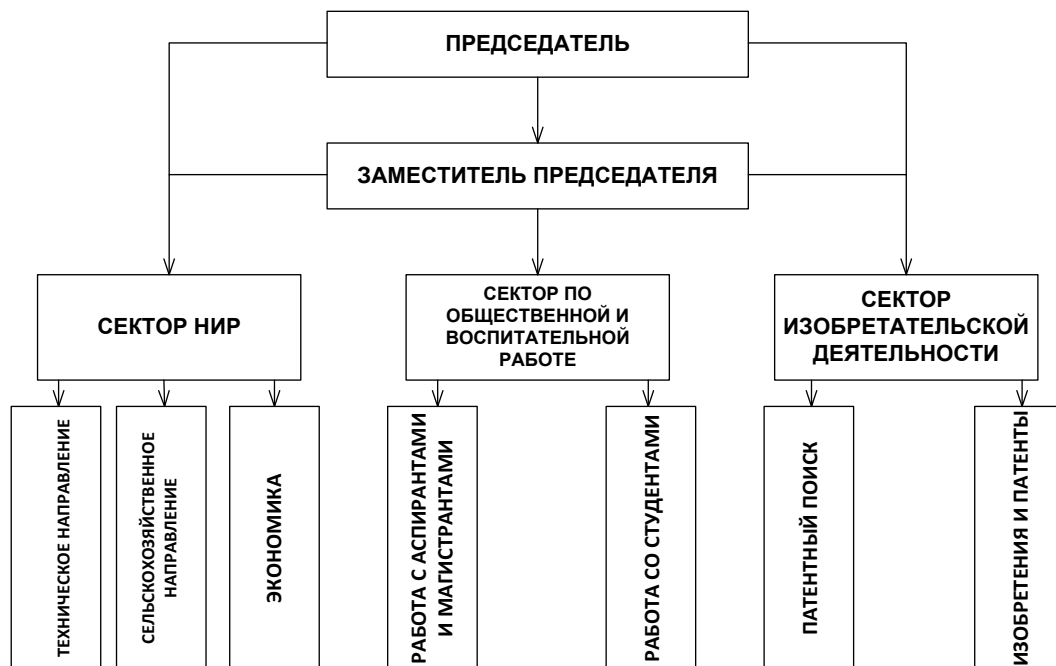 ПРЕДСЕДАТЕЛЬ
ЗАМЕСТИТЕЛЬ ПРЕДСЕДАТЕЛЯ
СЕКТОР НИР
СЕКТОР ПО
ОБЩЕСТВЕННОЙ И
ВОСПИТАТЕЛЬНОЙ
РАБОТЕ
СЕКТОР
ИЗОБРЕТАТЕЛЬСКОЙ
ДЕЯТЕЛЬНОСТИ
ТЕХНИЧЕСКОЕ НАПРАВЛЕНИЕ
СЕЛЬСКОХОЗЯЙСТВЕННОЕ
НАПРАВЛЕНИЕ
ЭКОНОМИКА
РАБОТА С АСПИРАНТАМИ
И МАГИСТРАНТАМИ
РАБОТА СО СТУДЕНТАМИ
ПАТЕНТНЫЙ ПОИСК
ИЗОБРЕТЕНИЯ И ПАТЕНТЫ